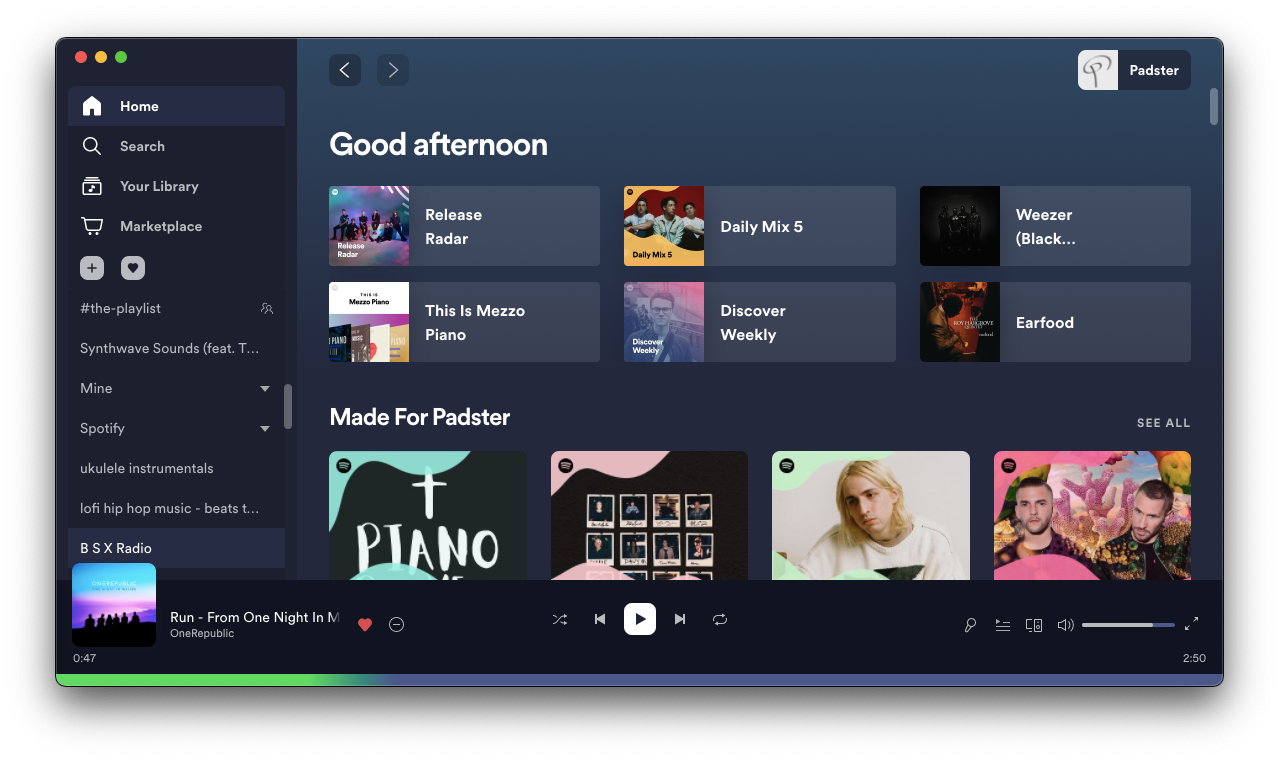 Padster
Home
Search
Your Library
Marketplace
#the-playlist
Synthwave Sounds (feat. T...
Mine
Spotify
ukulele instrumentals
lofi hip hop music - beats t...
B S X Radio
Good afternoon
Release
Radar
Release
Radar
Daily Mix 5
Daily Mix 5
Weezer
(Black...
THIS IS
Mezzo Piano
This Is Mezzo
Piano
Discover
Weekly
Discover
Weekly
ROY HARGROVE
Earfood
Made For Padster
SEE ALL
PIANO
ONEREPUBLIC
Run - From One Night In M
OneRepublic
0:47
2:50